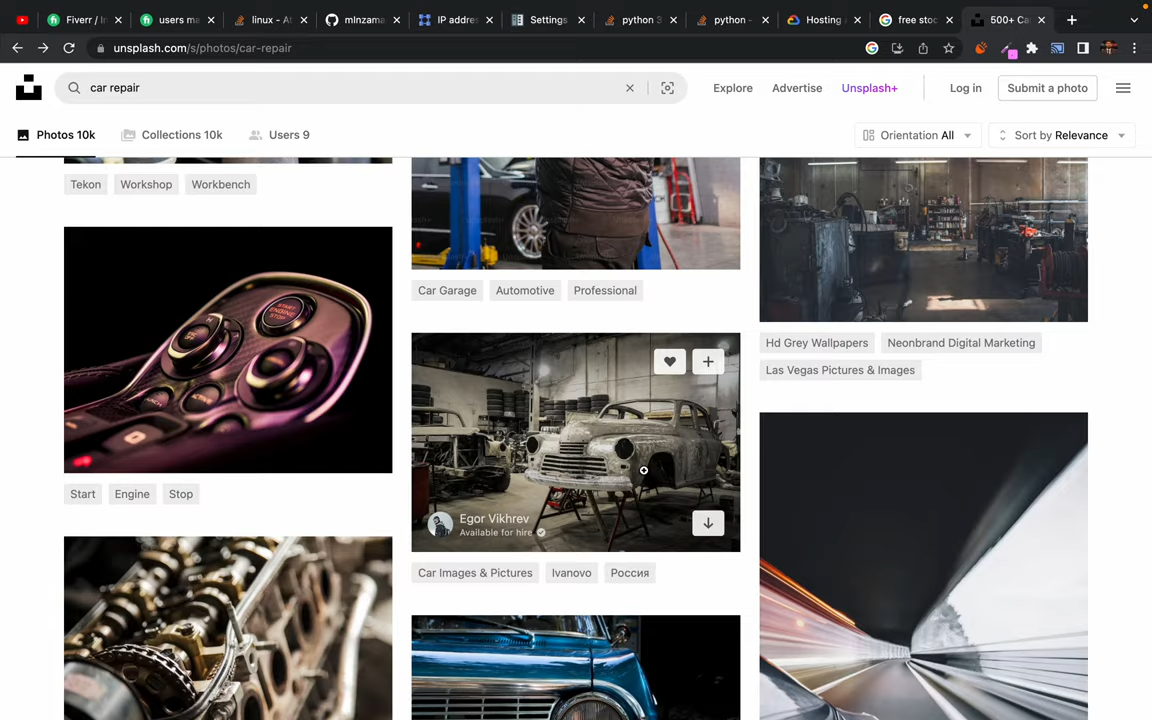 Fiverr / In
users ma
linux - At
mlnzama
IP addre
Settings
python 3
python -
Hosting
free stoc
500+ Ca
unsplash.com/s/photos/car-repair
car repair
Explore
Advertise
Unsplash+
Log in
Submit a photo
Photos 10k
Collections 10k
Users 9
Orientation All
Sort by Relevance
Tekon
Workshop
Workbench
Car Garage
Automotive
Professional
Hd Grey Wallpapers
Neonbrand Digital Marketing
Las Vegas Pictures & Images
START
ENGINE
STOP
Start
Engine
Stop
Egor Vikhrev
Available for hire
Car Images & Pictures
Ivanovo
Россия